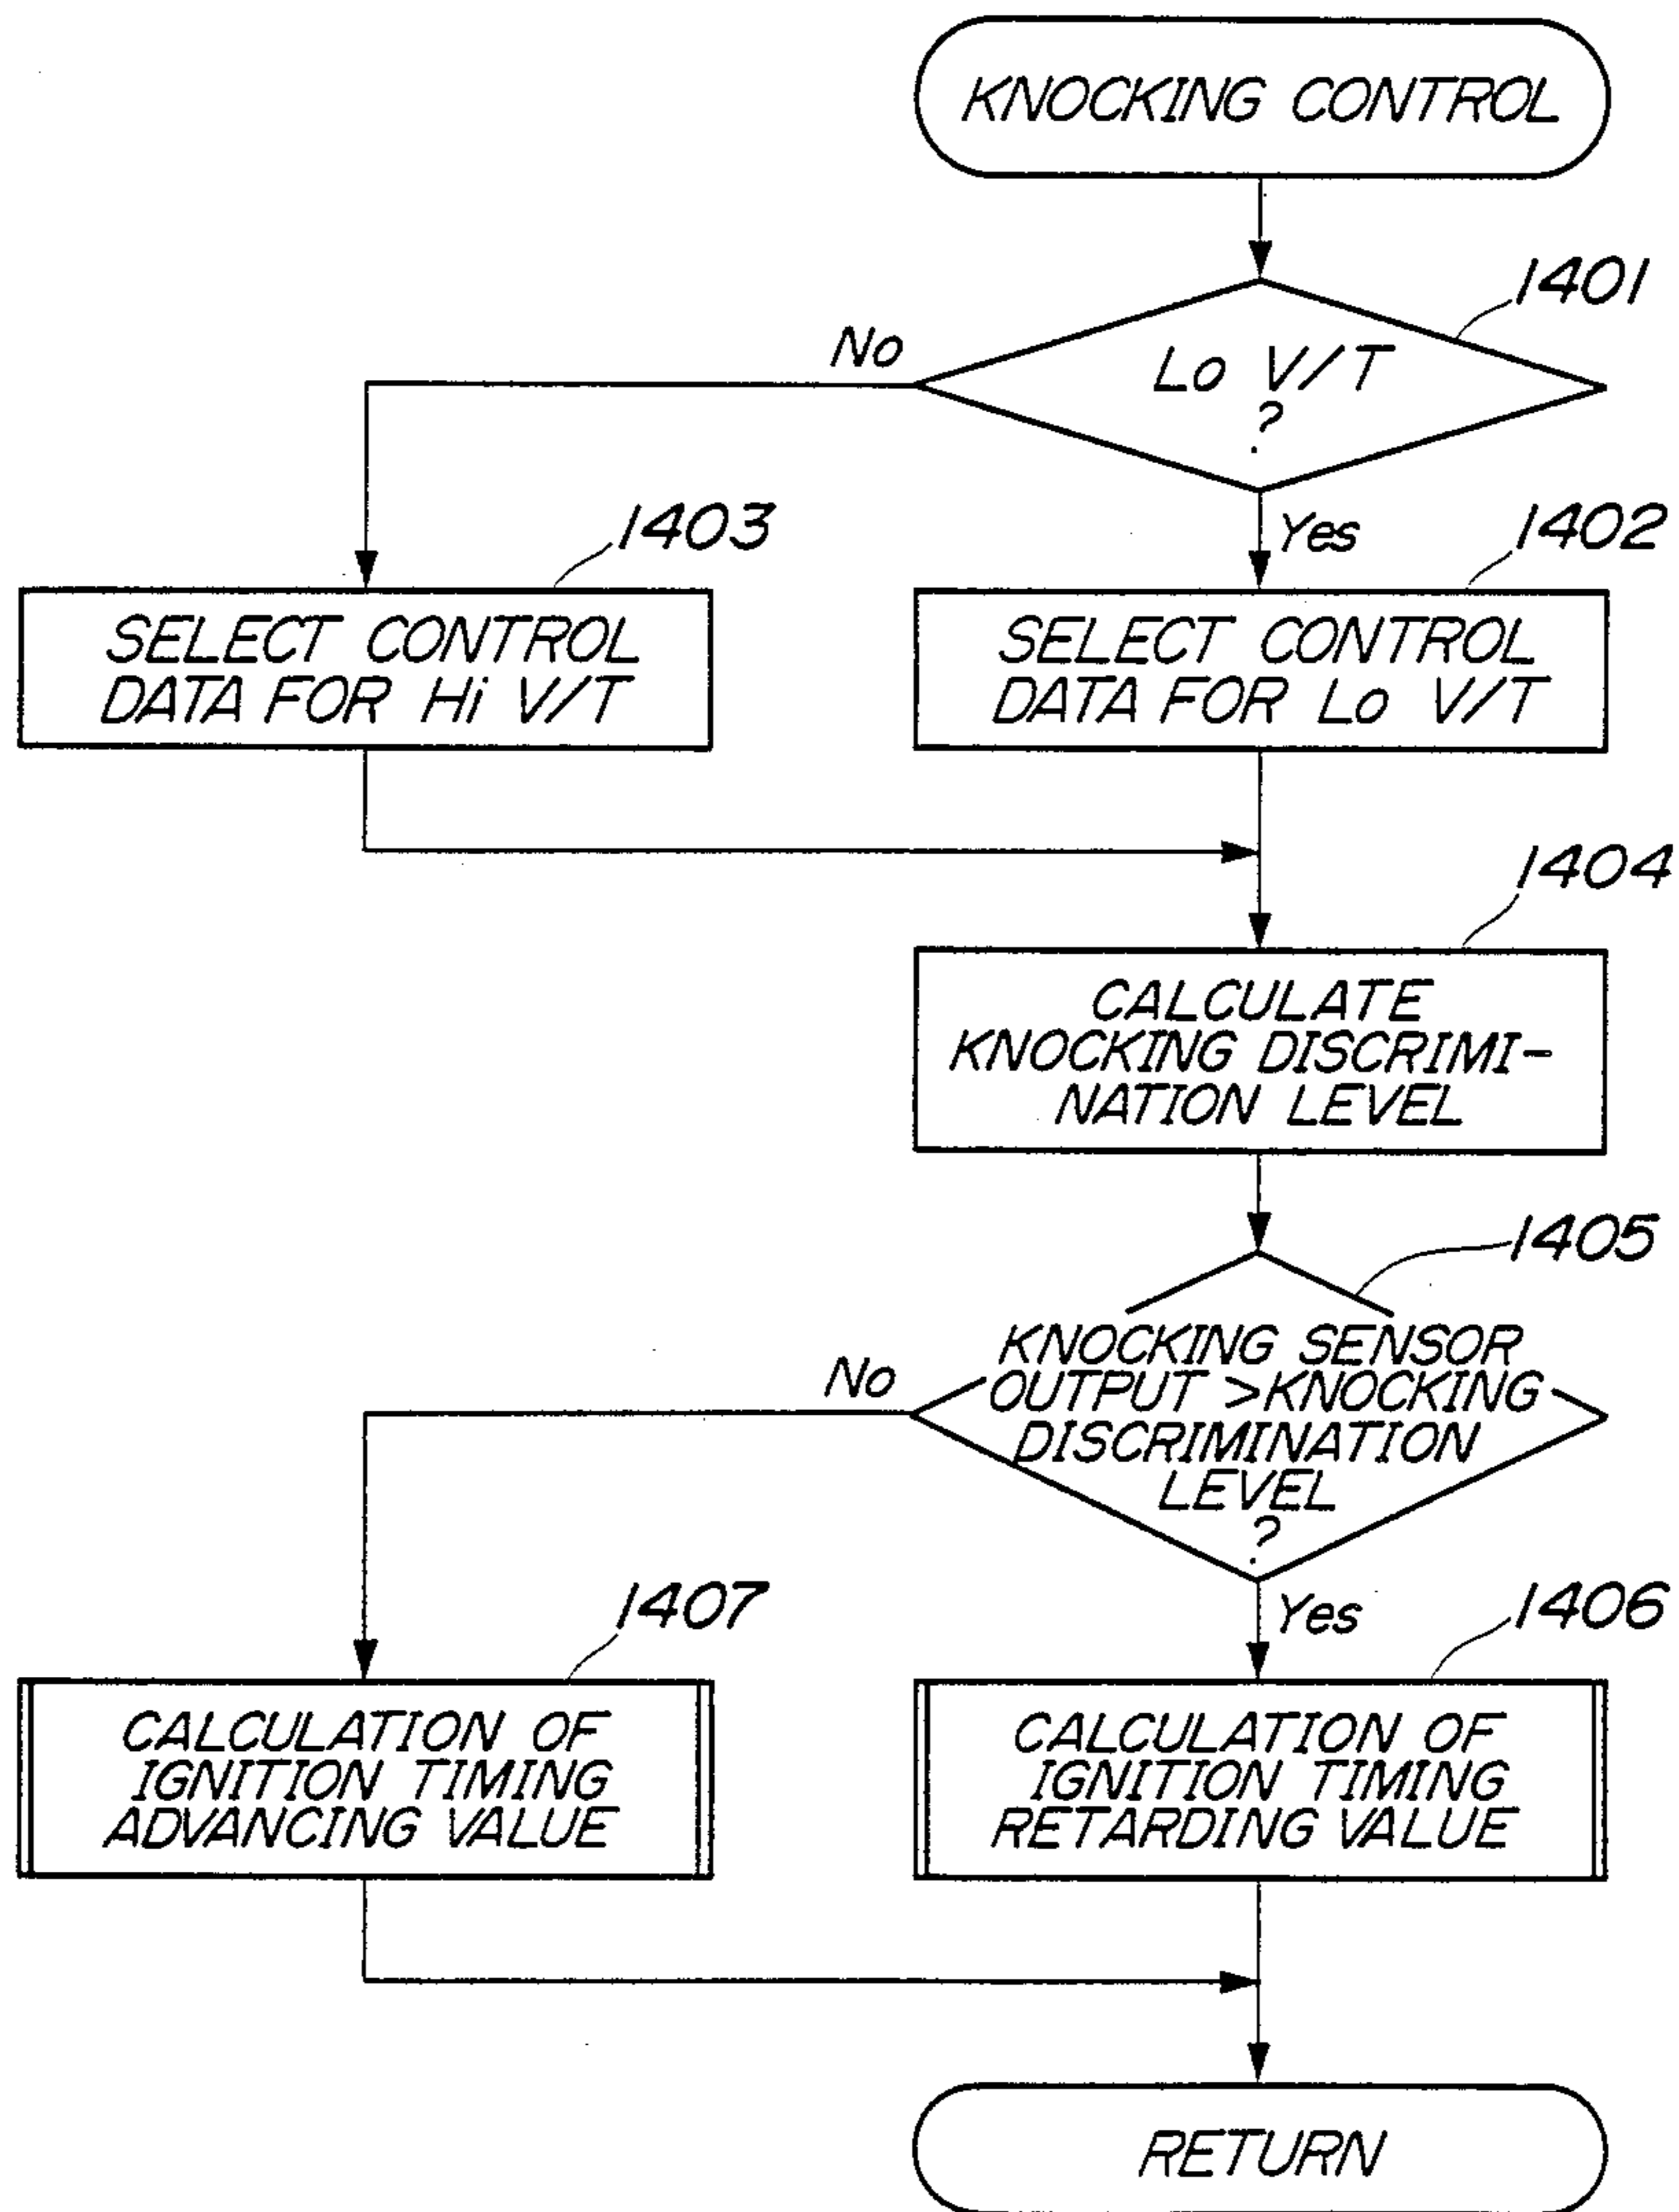 KNOCKING CONTROL
1401
No
Lo V/T
?
Yes
1403
1402
SELECT CONTROL
DATA FOR Hi V/T
SELECT CONTROL
DATA FOR Lo V/T
1404
CALCULATE
KNOCKING DISCRIMI-
NATION LEVEL
1405
No
KNOCKING SENSOR
OUTPUT >KNOCKING
DISCRIMINATION
LEVEL
?
Yes
1407
1406
CALCULATION OF
IGNITION TIMING
ADVANCING VALUE
CALCULATION OF
IGNITION TIMING
RETARDING VALUE
RETURN